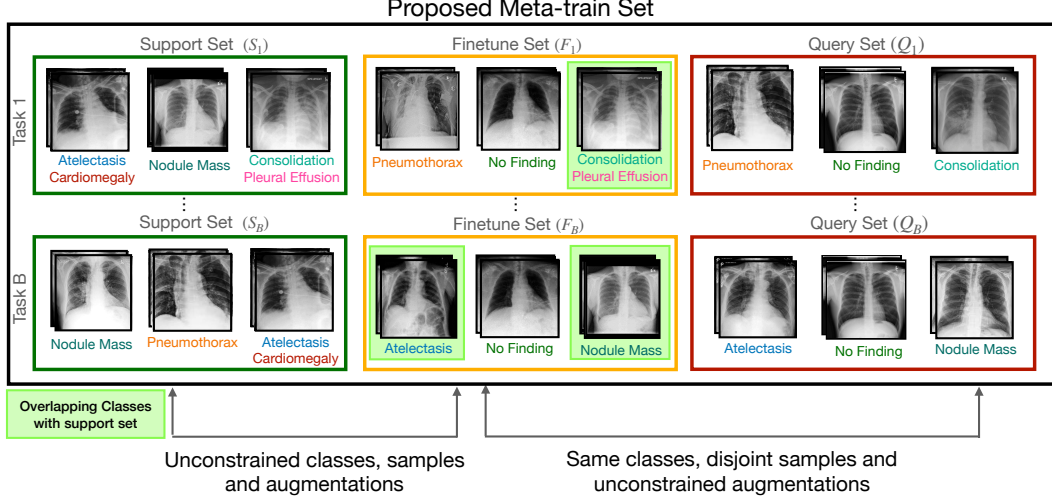 Proposed Meta-train Set
Support Set (S₁)
Finetune Set (F₁)
Query Set (Q₁)
Task 1
Atelectasis
Cardiomegaly
Nodule Mass
Consolidation
Pleural Effusion
Pneumothorax
No Finding
Consolidation
Pleural Effusion
Pneumothorax
No Finding
Consolidation
Support Set (S_B)
Finetune Set (F_B)
Query Set (Q_B)
Task B
Nodule Mass
Pneumothorax
Atelectasis
Cardiomegaly
Atelectasis
No Finding
Nodule Mass
Atelectasis
No Finding
Nodule Mass
Overlapping Classes
with support set
Unconstrained classes, samples
and augmentations
Same classes, disjoint samples and
unconstrained augmentations